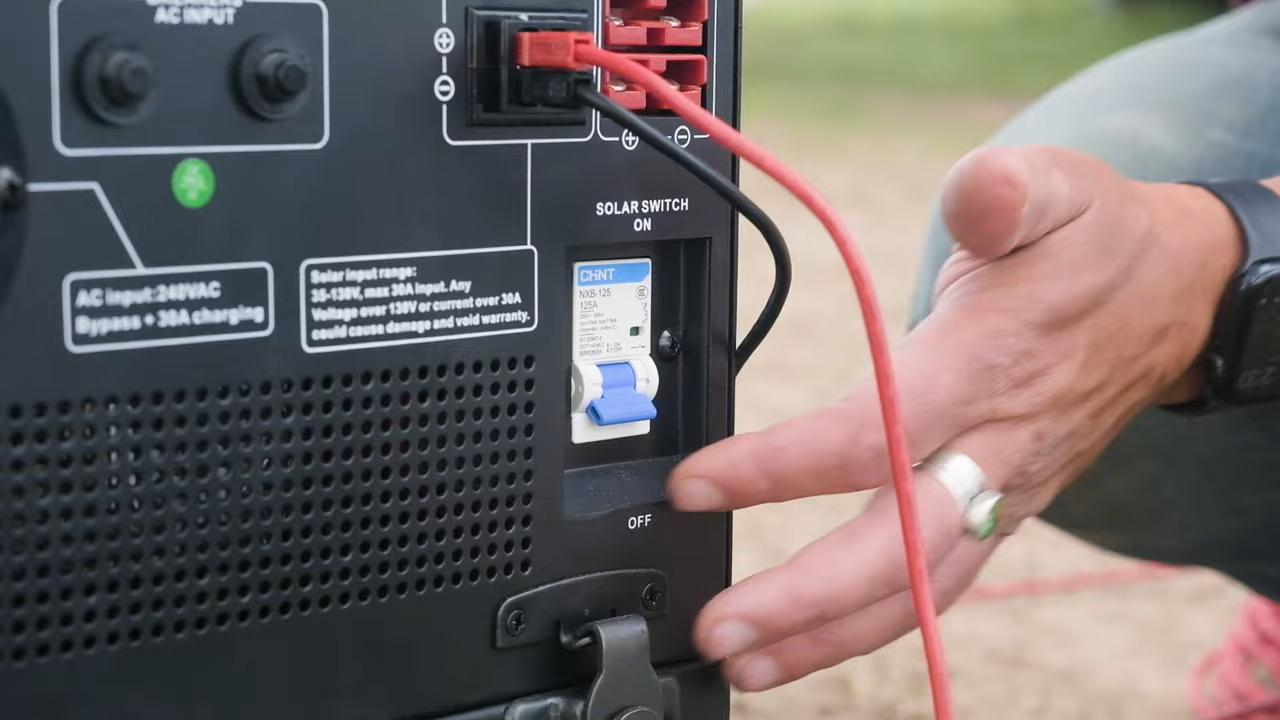 BREAKERS
AC INPUT
SOLAR SWITCH
ON
AC input:240VAC
Bypass + 30A charging
Solar input range:
35-130V, max 30A input. Any
Voltage over 130V or current over 30A
could cause damage and void warranty.
CHNT
NXB-125
125A
OFF